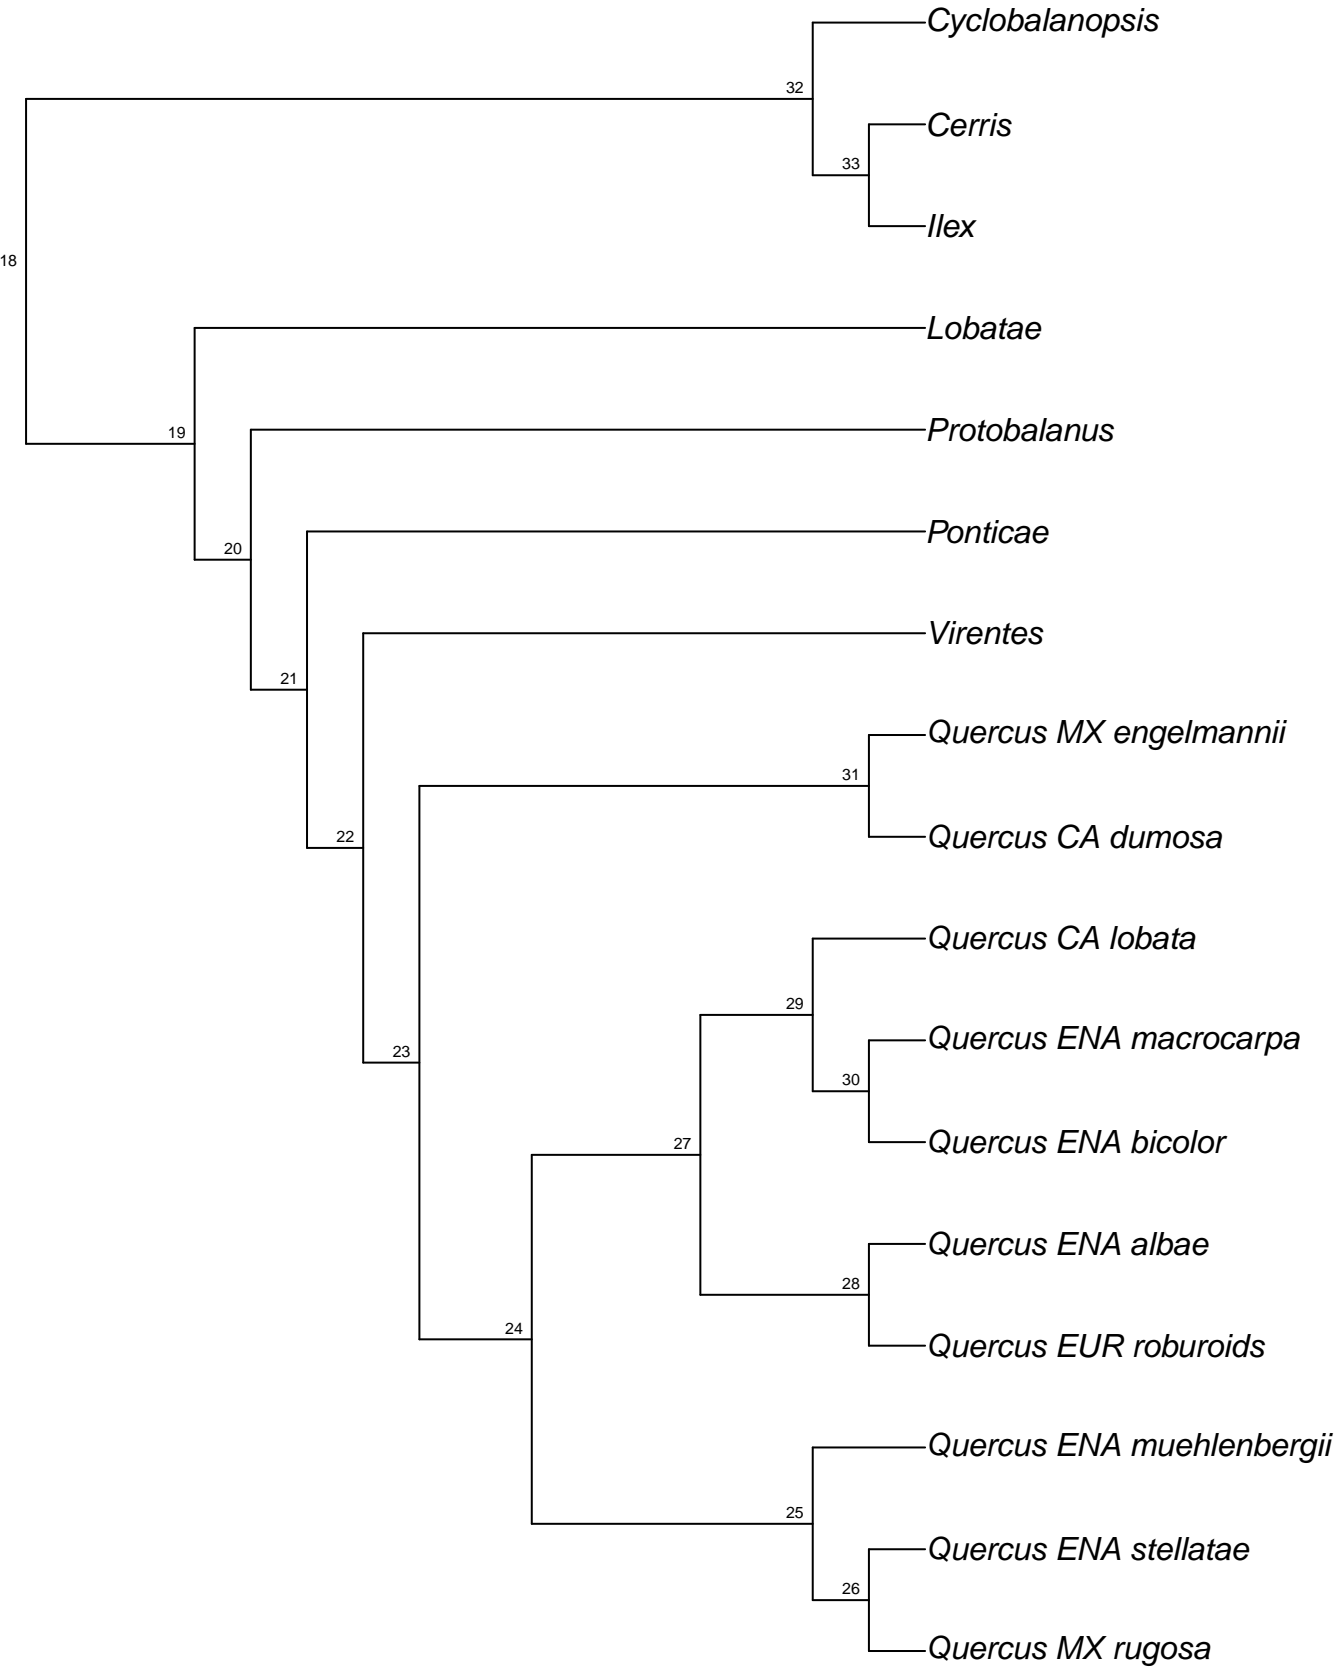 Cyclobalanopsis
32
Cerris
33
Ilex
18
Lobatae
19
Protobalanus
Ponticae
20
Virentes
21
Quercus MX engelmannii
31
Quercus CA dumosa
22
Quercus CA lobata
29
Quercus ENA macrocarpa
23
30
Quercus ENA bicolor
27
Quercus ENA albae
28
24
Quercus EUR roburoids
Quercus ENA muehlenbergii
25
Quercus ENA stellatae
26
Quercus MX rugosa